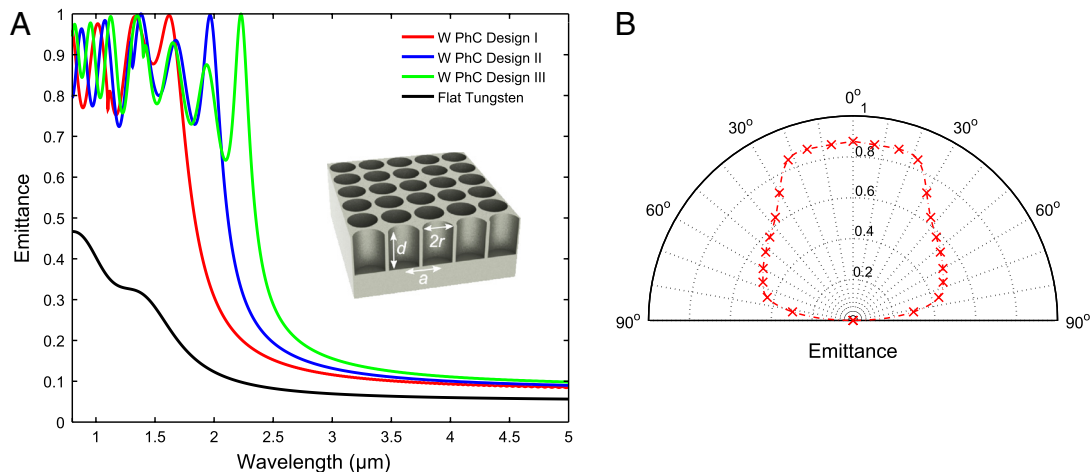 A
1
0.9
0.8
0.7
0.6
0.5
0.4
0.3
0.2
0.1
0
Emittance
W PhC Design I
W PhC Design II
W PhC Design III
Flat Tungsten
d
2r
a
1
1.5
2
2.5
3
3.5
4
4.5
5
Wavelength (μm)
B
0°
1
30°
30°
0.8
0.6
60°
60°
0.4
0.2
90°
90°
Emittance